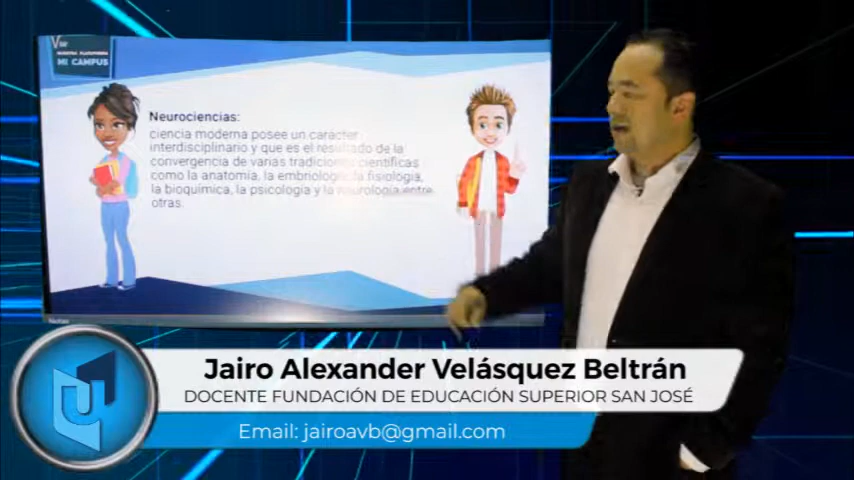 MI CAMPUS
Neurociencias:
ciencia moderna posee un carácter
interdisciplinario y que es el resultado de la
convergencia de varias tradiciones científicas
como la anatomía, la embriología, la fisiología,
la bioquímica, la psicología y la neurología entre
otras.
Jairo Alexander Velásquez Beltrán
DOCENTE FUNDACIÓN DE EDUCACIÓN SUPERIOR SAN JOSÉ
Email: jairoavb@gmail.com